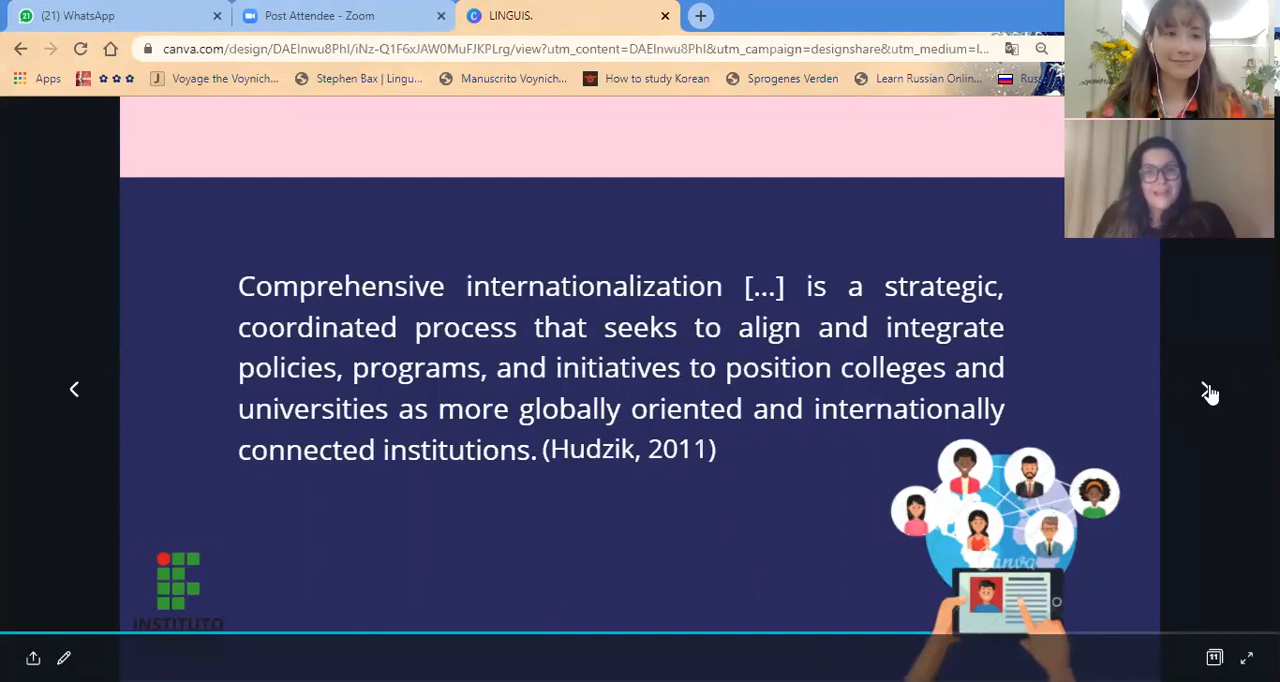 (21) WhatsApp
Post Attendee - Zoom
LINGUIS.
canva.com/design/DAEInwu8PhI/iNz-Q1F6xJAW0MuFJKPLrg/view?utm_content=DAEInwu8PhI&utm_campaign=designshare&utm_medium=l...
Apps
Voyage the Voynich...
Stephen Bax | Lingu...
Manuscrito Voynich...
How to study Korean
Sprogenes Verden
Learn Russian Onlin...
Comprehensive internationalization [...] is a strategic,
coordinated process that seeks to align and integrate
policies, programs, and initiatives to position colleges and
universities as more globally oriented and internationally
connected institutions. (Hudzik, 2011)
Canva
INSTITUTO
11